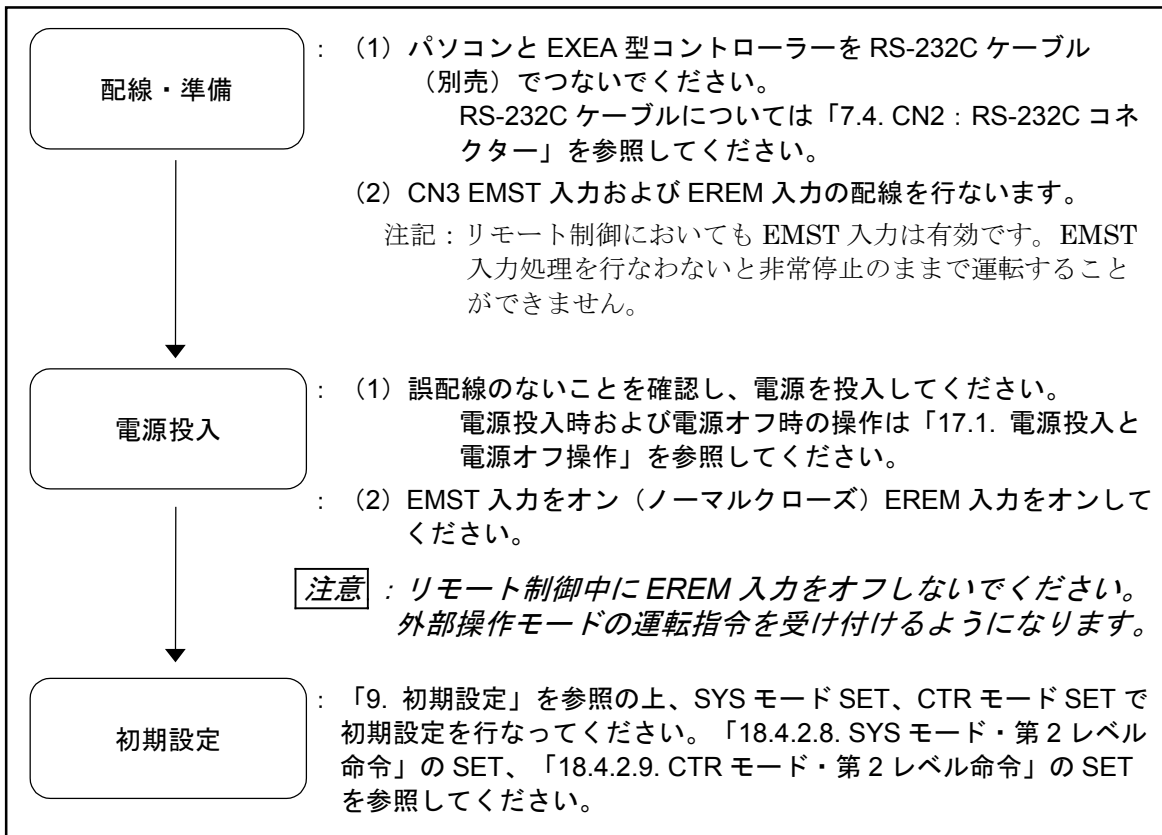 配線・準備
： （1）パソコンと EXEA 型コントローラーを RS-232C ケーブル
（別売）でつないでください。
RS-232C ケーブルについては「7.4. CN2：RS-232C コネ
クター」を参照してください。
（2）CN3 EMST 入力および EREM 入力の配線を行ないます。
注記：リモート制御においても EMST 入力は有効です。EMST
入力処理を行なわないと非常停止のままで運転すること
ができません。
電源投入
： （1）誤配線のないことを確認し、電源を投入してください。
電源投入時および電源オフ時の操作は「17.1. 電源投入と
電源オフ操作」を参照してください。
： （2）EMST 入力をオン（ノーマルクローズ）EREM 入力をオンして
ください。
注意：リモート制御中に EREM 入力をオフしないでください。
外部操作モードの運転指令を受け付けるようになります。
初期設定
： 「9. 初期設定」を参照の上、SYS モード SET、CTR モード SET で
初期設定を行なってください。「18.4.2.8. SYS モード・第 2 レベル
命令」の SET、「18.4.2.9. CTR モード・第 2 レベル命令」の SET
を参照してください。